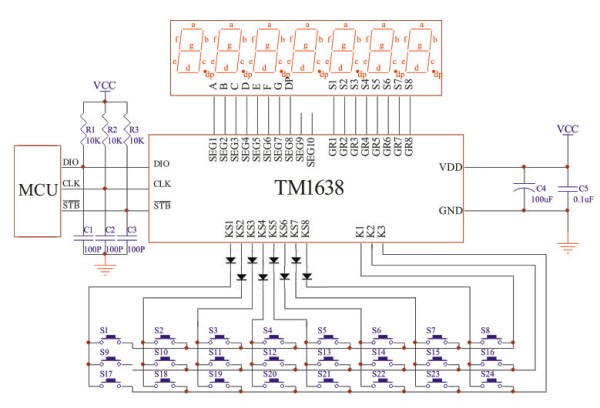 a a a a a a a
f b f b f b f b f b f b f b
g g g g g g g
e c e c e c e c e c e c e c
d d d d d d d
dp dp dp dp dp dp dp
A B C D E F G DP S1 S2 S3 S4 S5 S6 S7 S8
VCC
R1 R2 R3
10K 10K 10K
SEG1 SEG2 SEG3 SEG4 SEG5 SEG6 SEG7 SEG8 SEG9 SEG10 GR1 GR2 GR3 GR4 GR5 GR6 GR7 GR8
VCC
MCU
DIO DIO
CLK CLK
STB STB
TM1638
VDD
GND
C4
100uF
C5
0.1uF
C1 C2 C3
100P 100P 100P
KS1 KS2 KS3 KS4 KS5 KS6 KS7 KS8 K1 K2 K3
S1 S2 S3 S4 S5 S6 S7 S8
S9 S10 S11 S12 S13 S14 S15 S16
S17 S18 S19 S20 S21 S22 S23 S24